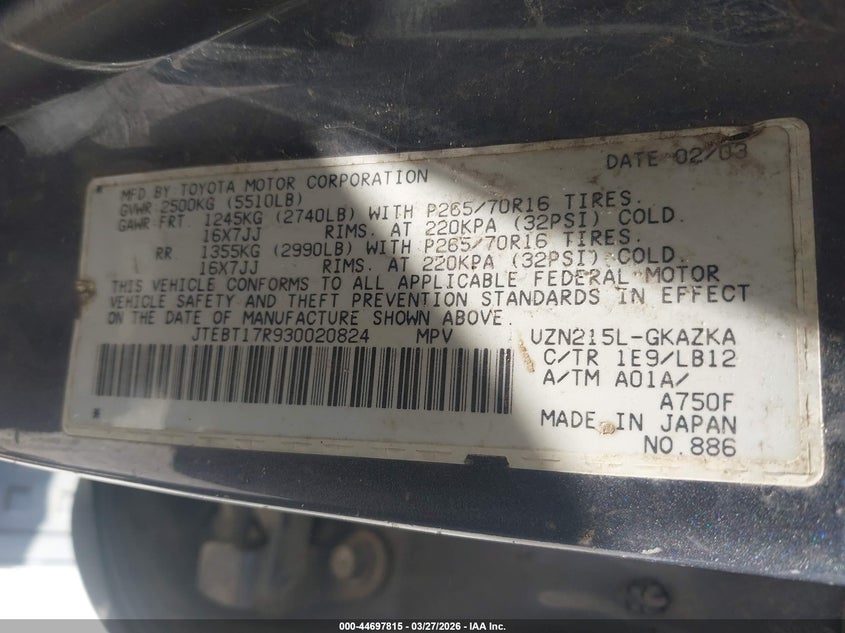 DATE 02/03
MFD BY TOYOTA MOTOR CORPORATION
GVWR 2500KG (5510LB)
GAWR FRT. 1245KG (2740LB) WITH P265/70R16 TIRES.
16X7JJ RIMS. AT 220KPA (32PSI) COLD.
RR. 1355KG (2990LB) WITH P265/70R16 TIRES.
16X7JJ RIMS. AT 220KPA (32PSI) COLD.
THIS VEHICLE CONFORMS TO ALL APPLICABLE FEDERAL MOTOR
VEHICLE SAFETY AND THEFT PREVENTION STANDARDS IN EFFECT
ON THE DATE OF MANUFACTURE SHOWN ABOVE.
JTEBT17R930020824 MPV UZN215L-GKAZKA
C/TR 1E9/LB12
A/TM A01A/
A750F
MADE IN JAPAN
NO.886
000-44697815 | 03/27/2026 - IAA Inc.